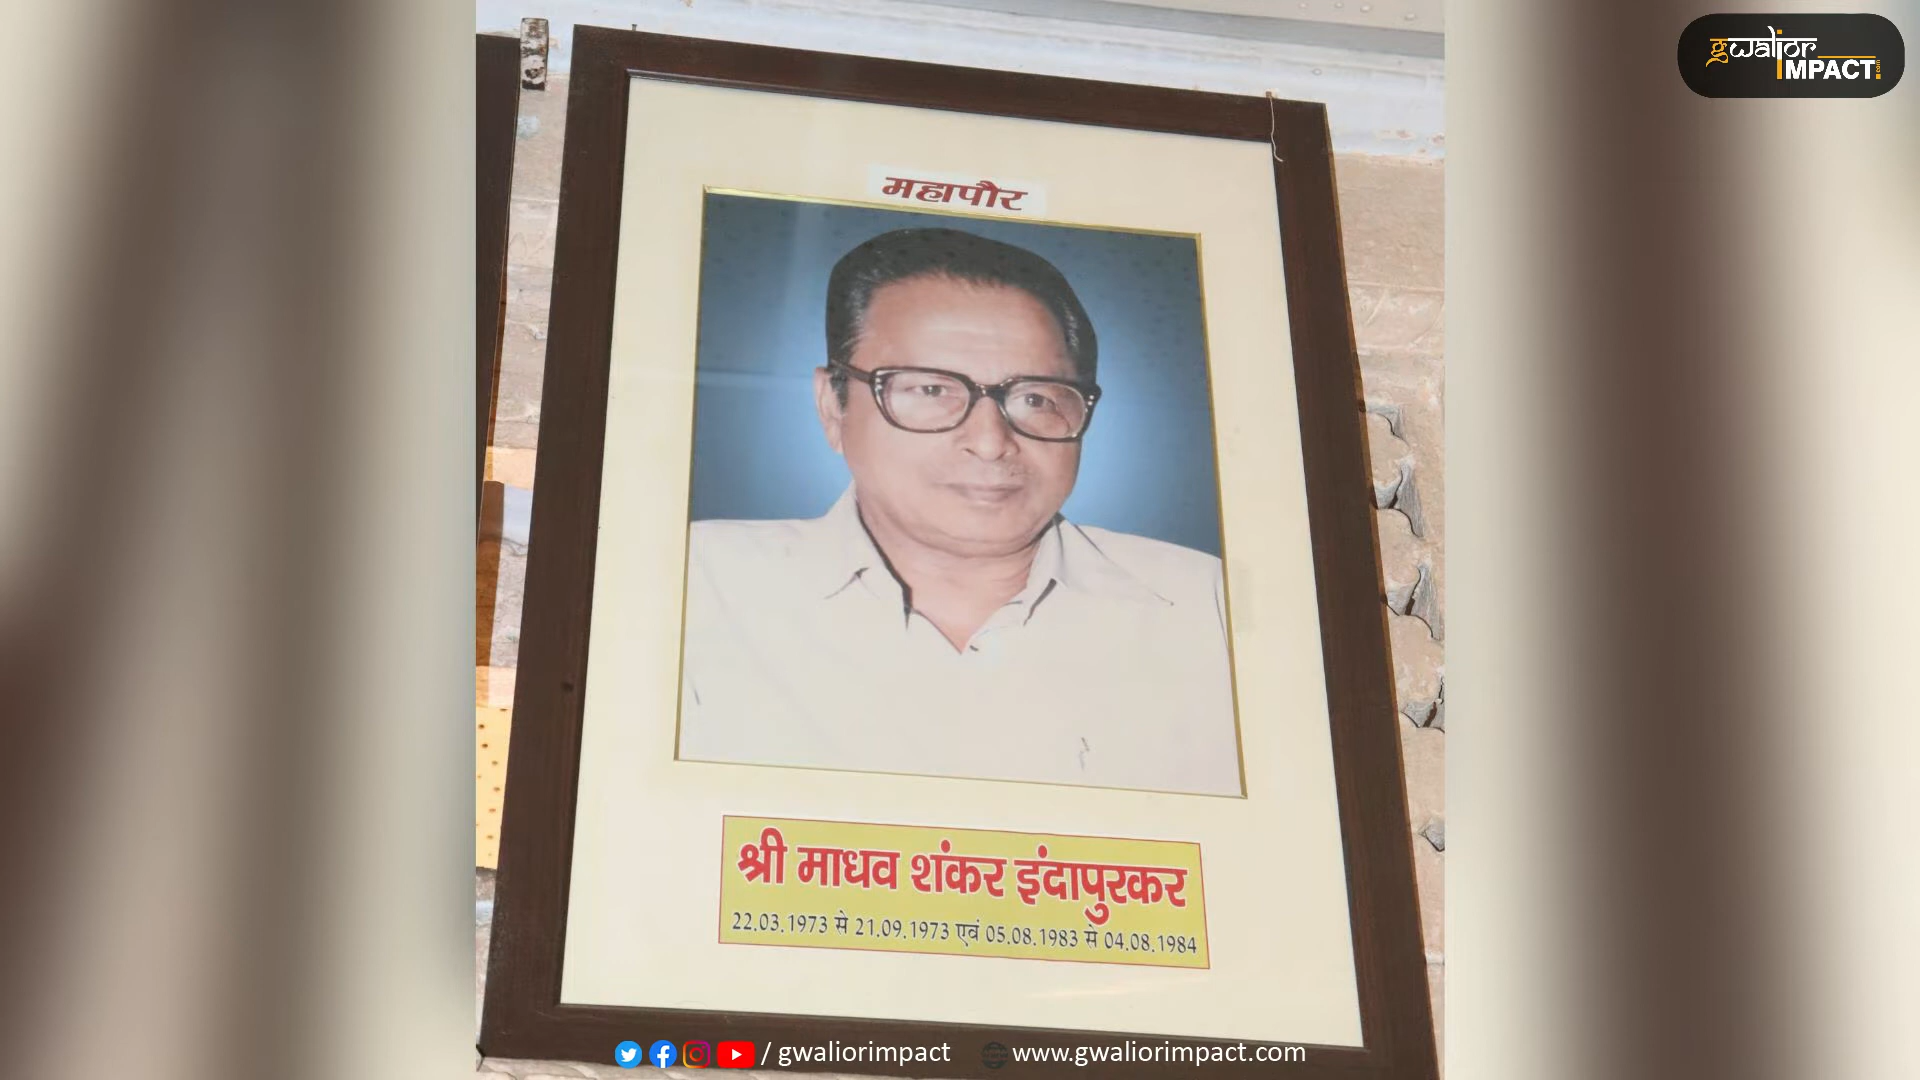 gwalior
IMPACT.com
महापौर
श्री माधव शंकर इंदापुरकर
22.03.1973 से 21.09.1973 एवं 05.08.1983 से 04.08.1984
/ gwaliorimpact www.gwaliorimpact.com